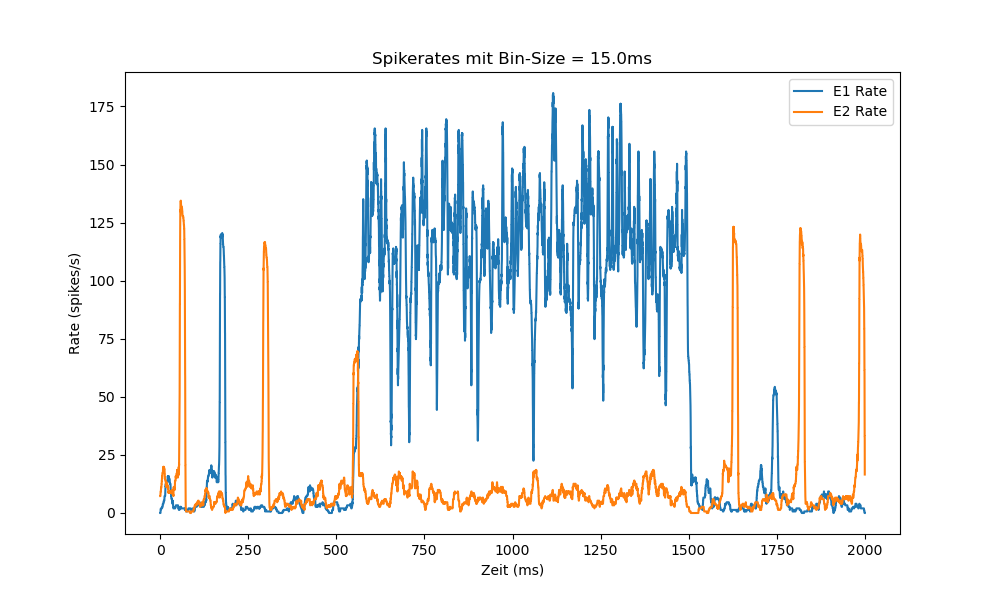 Spikerates mit Bin-Size = 15.0ms
E1 Rate
E2 Rate
175
150
125
100
75
50
25
0
Rate (spikes/s)
0 250 500 750 1000 1250 1500 1750 2000
Zeit (ms)